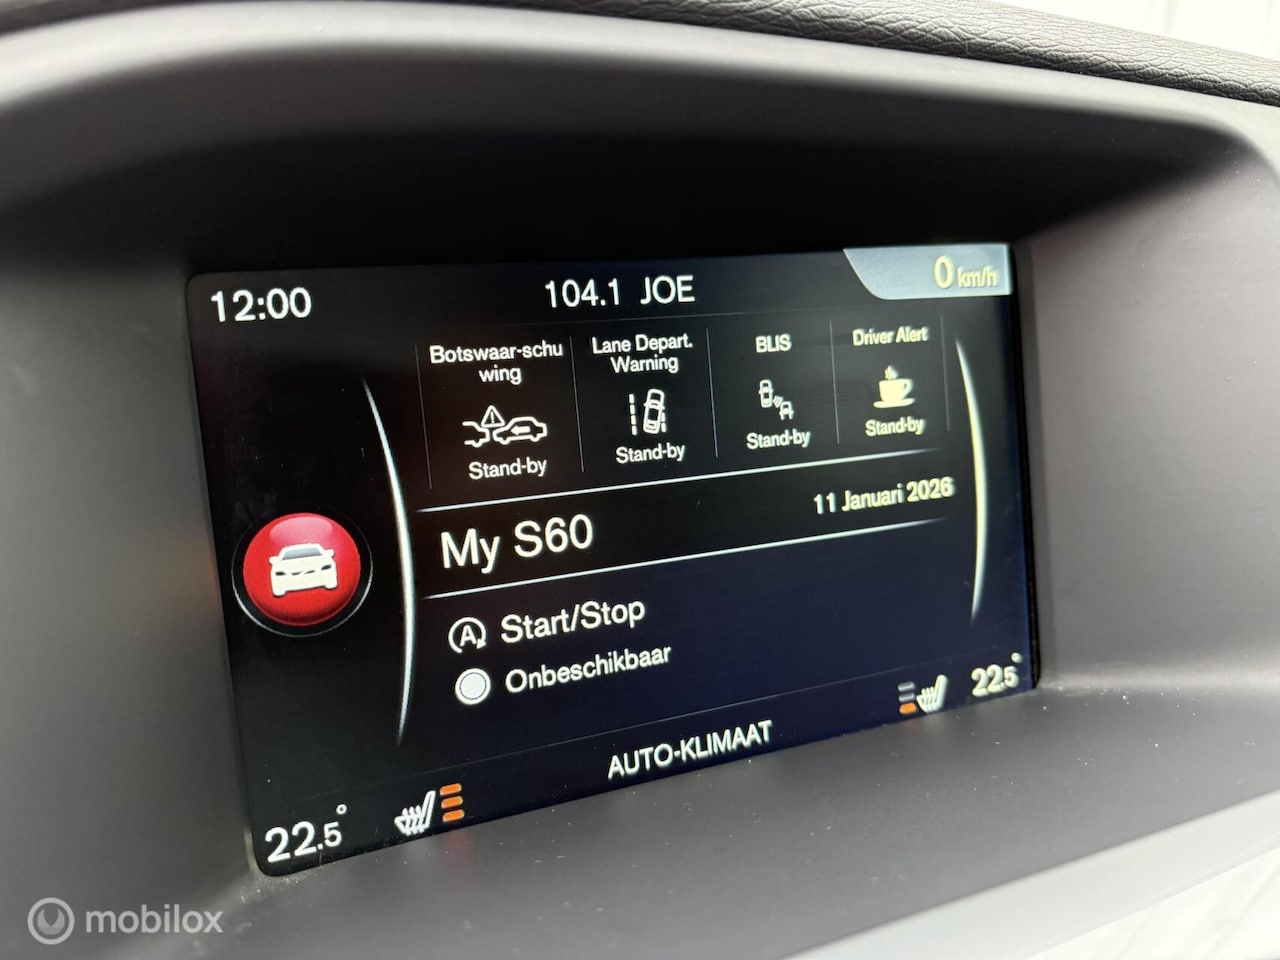 12:00
104.1 JOE
0 km/h
Botswaar-schu
wing
Stand-by
Lane Depart.
Warning
Stand-by
BLIS
Stand-by
Driver Alert
Stand-by
My S60
11 Januari 2026
A Start/Stop
Onbeschikbaar
AUTO-KLIMAAT
22.5°
22.5°
mobilox